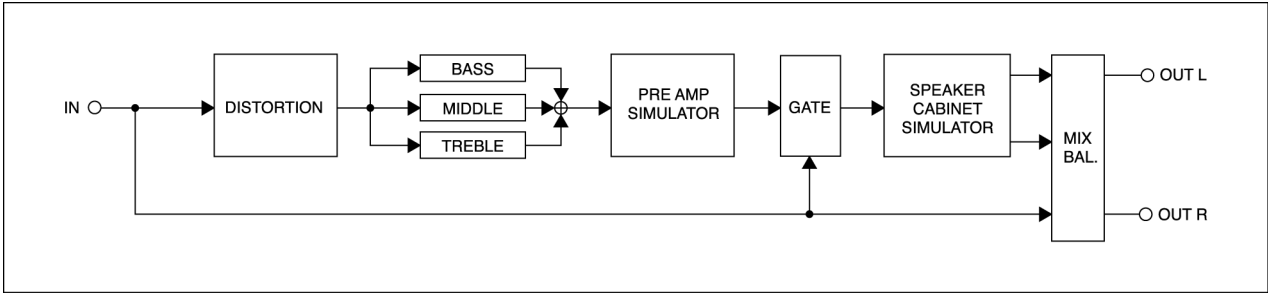 IN
DISTORTION
BASS
MIDDLE
TREBLE
PRE AMP
SIMULATOR
GATE
SPEAKER
CABINET
SIMULATOR
MIX
BAL.
OUT L
OUT R